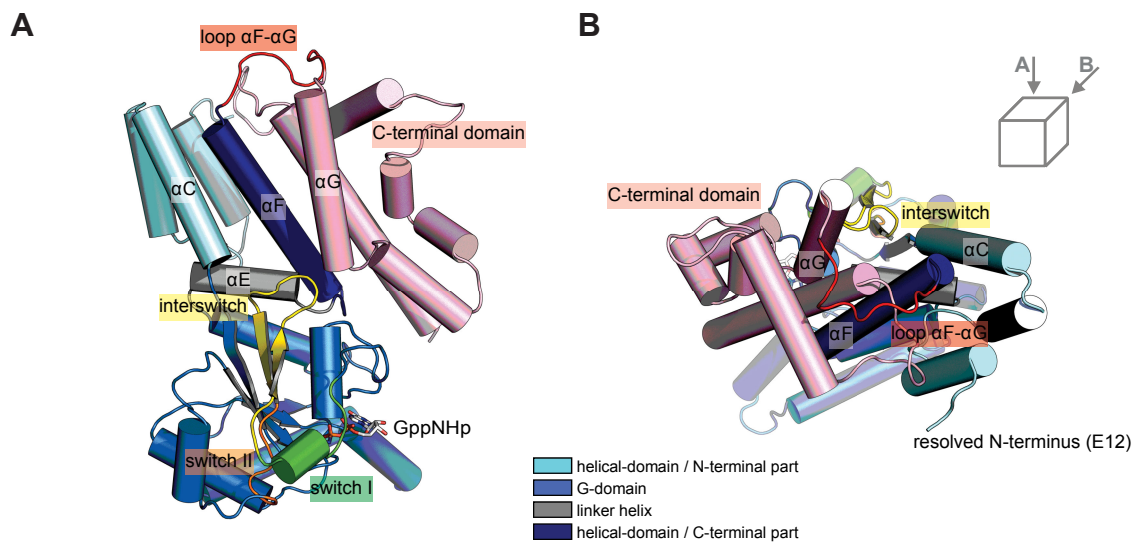 A
loop αF-αG
C-terminal domain
αC
αG
αF
αE
interswitch
GppNHp
switch II
switch I
B
A
B
C-terminal domain
interswitch
αC
αG
αF
loop αF-αG
resolved N-terminus (E12)
helical-domain / N-terminal part
G-domain
linker helix
helical-domain / C-terminal part